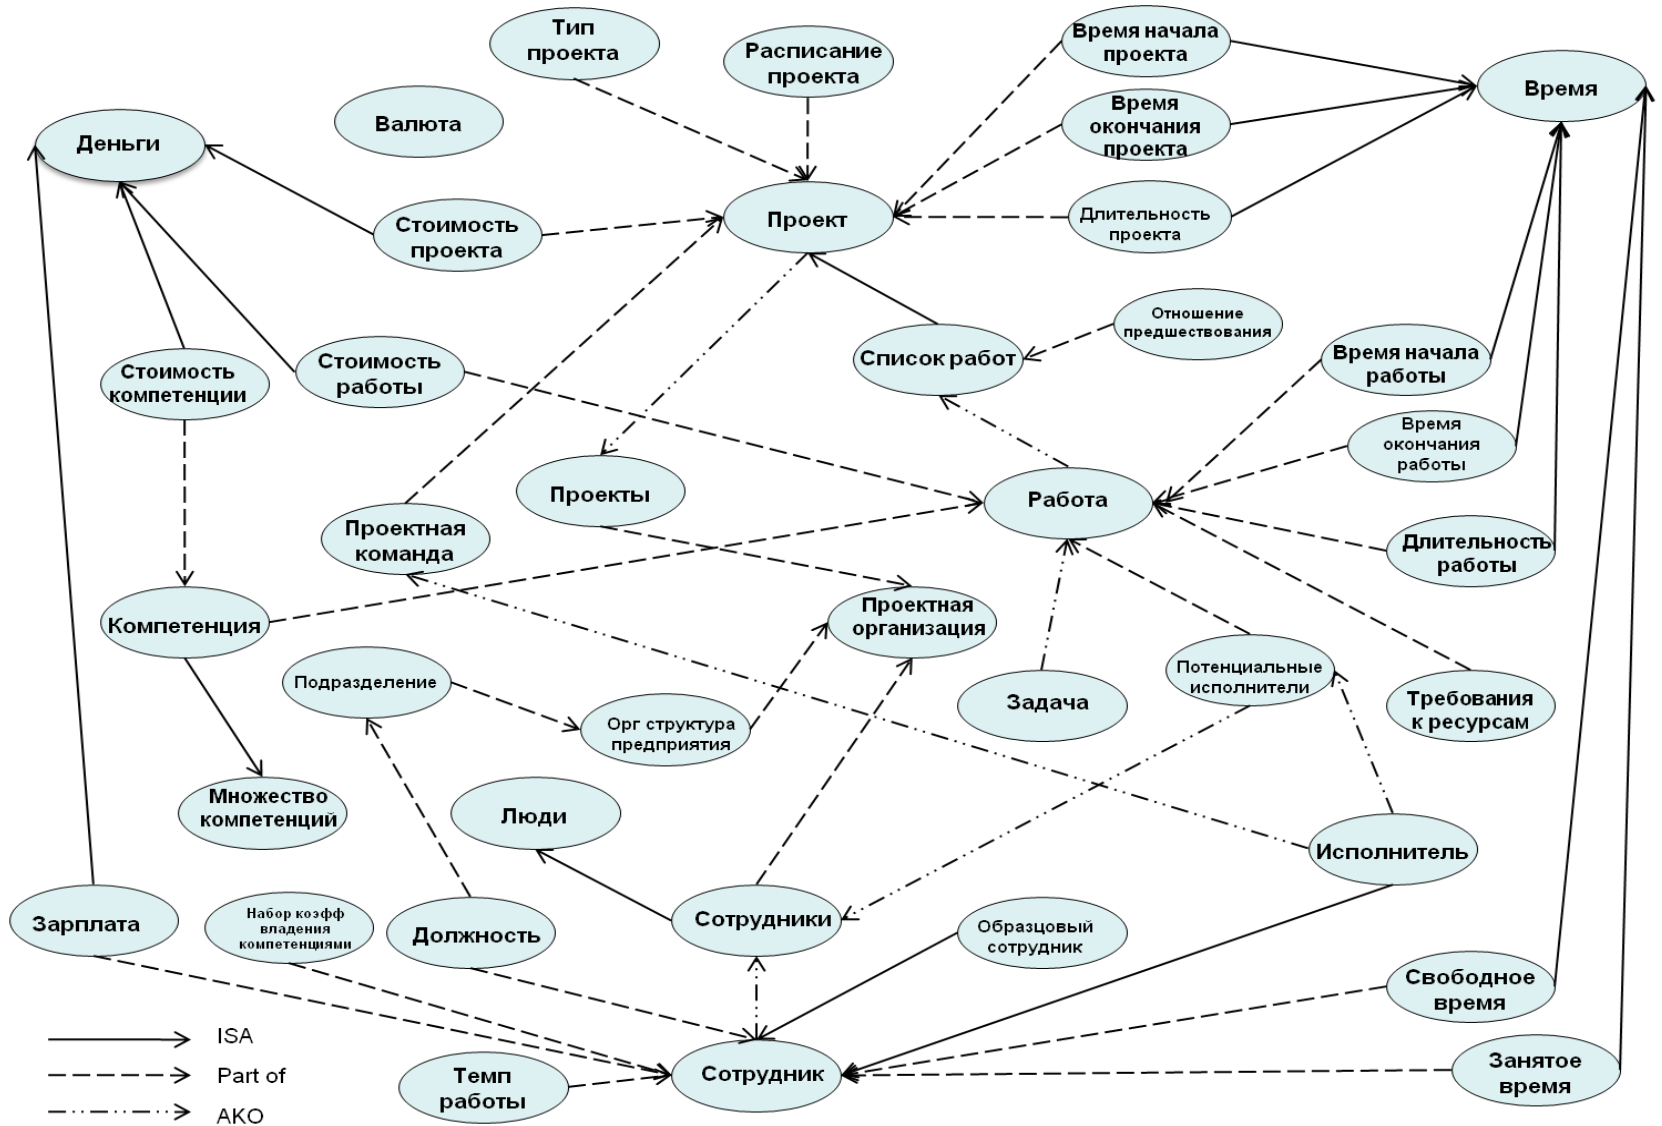 Тип
проекта
Расписание
проекта
Время начала
проекта
Время
Валюта
Время
окончания
проекта
Деньги
Стоимость
проекта
Проект
Длительность
проекта
Отношение
предшествования
Список работ
Время начала
работы
Стоимость
компетенции
Стоимость
работы
Время
окончания
работы
Проекты
Работа
Проектная
команда
Длительность
работы
Компетенция
Проектная
организация
Подразделение
Орг структура
предприятия
Задача
Потенциальные
исполнители
Требования
к ресурсам
Множество
компетенций
Люди
Исполнитель
Зарплата
Набор коэфф
владения
компетенциями
Должность
Сотрудники
Образцовый
сотрудник
Свободное
время
ISA
Part of
AKO
Темп
работы
Сотрудник
Занятое
время